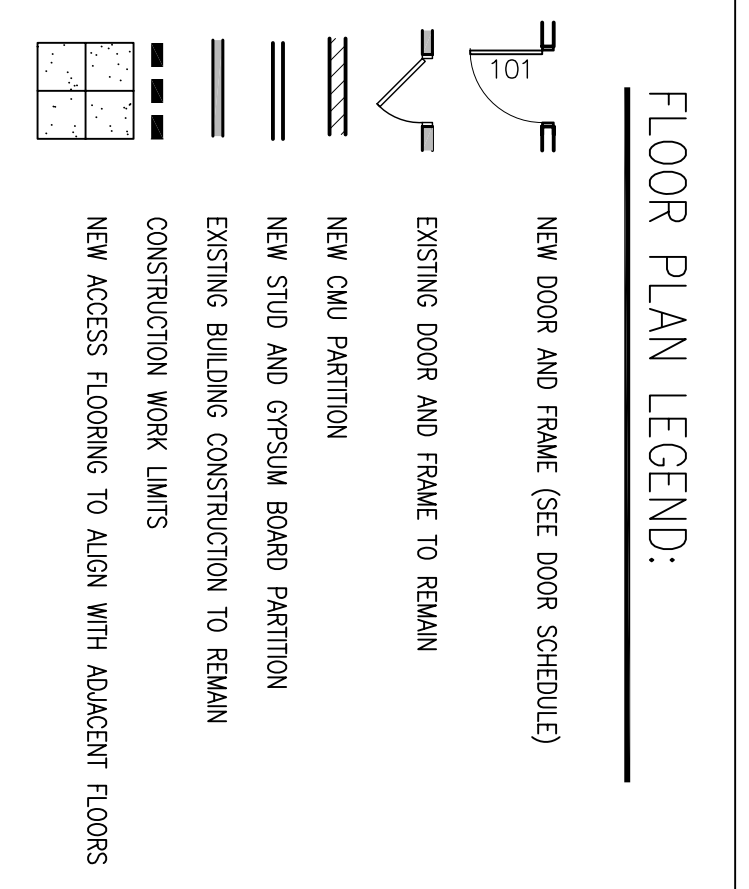 FLOOR PLAN LEGEND:
101
NEW DOOR AND FRAME (SEE DOOR SCHEDULE)
EXISTING DOOR AND FRAME TO REMAIN
NEW CMU PARTITION
NEW STUD AND GYPSUM BOARD PARTITION
EXISTING BUILDING CONSTRUCTION TO REMAIN
CONSTRUCTION WORK LIMITS
NEW ACCESS FLOORING TO ALIGN WITH ADJACENT FLOORS